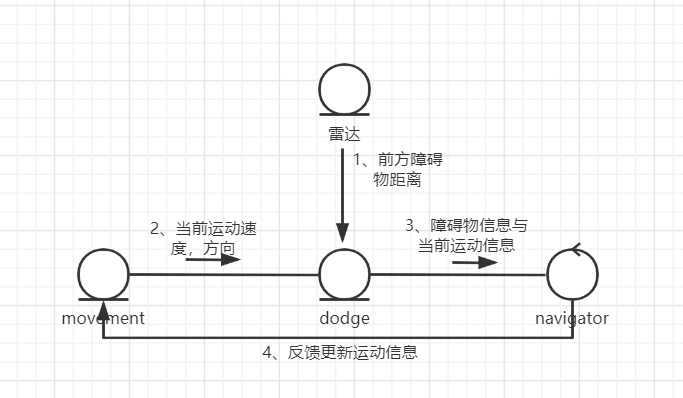 雷达
1、前方障碍
物距离
2、当前运动速
度，方向
3、障碍物信息与
当前运动信息
movement
dodge
navigator
4、反馈更新运动信息